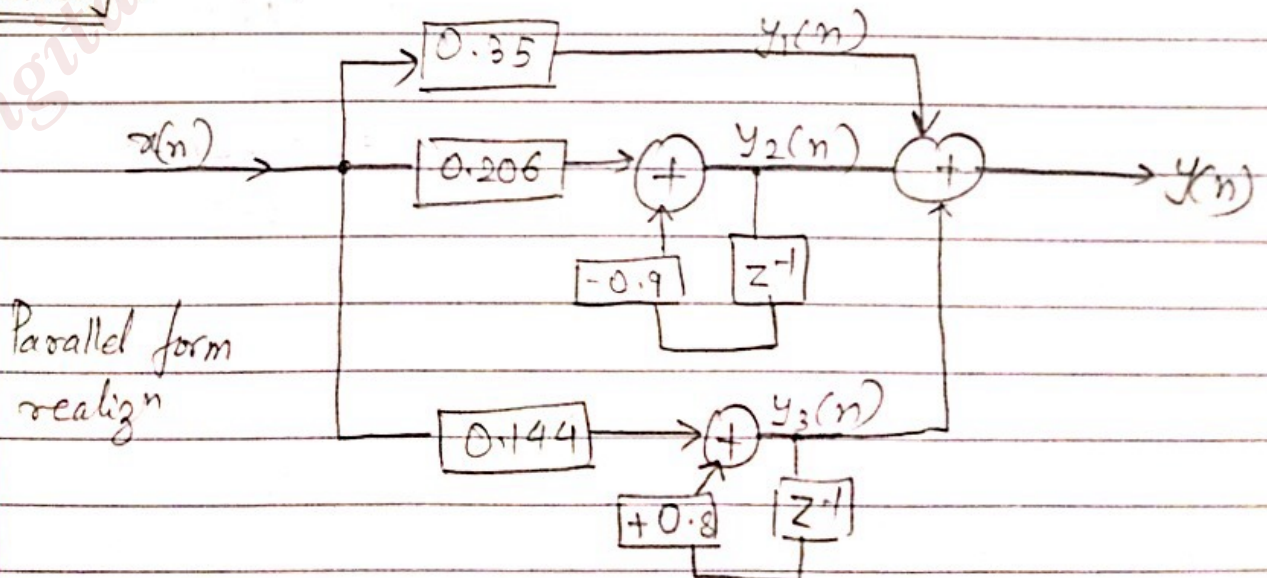 0.35 y₁(n)
x(n) 0.206 + y₂(n) + y(n)
-0.9 z⁻¹
Parallel form
realizⁿ
0.144 + y₃(n)
+0.8 z⁻¹